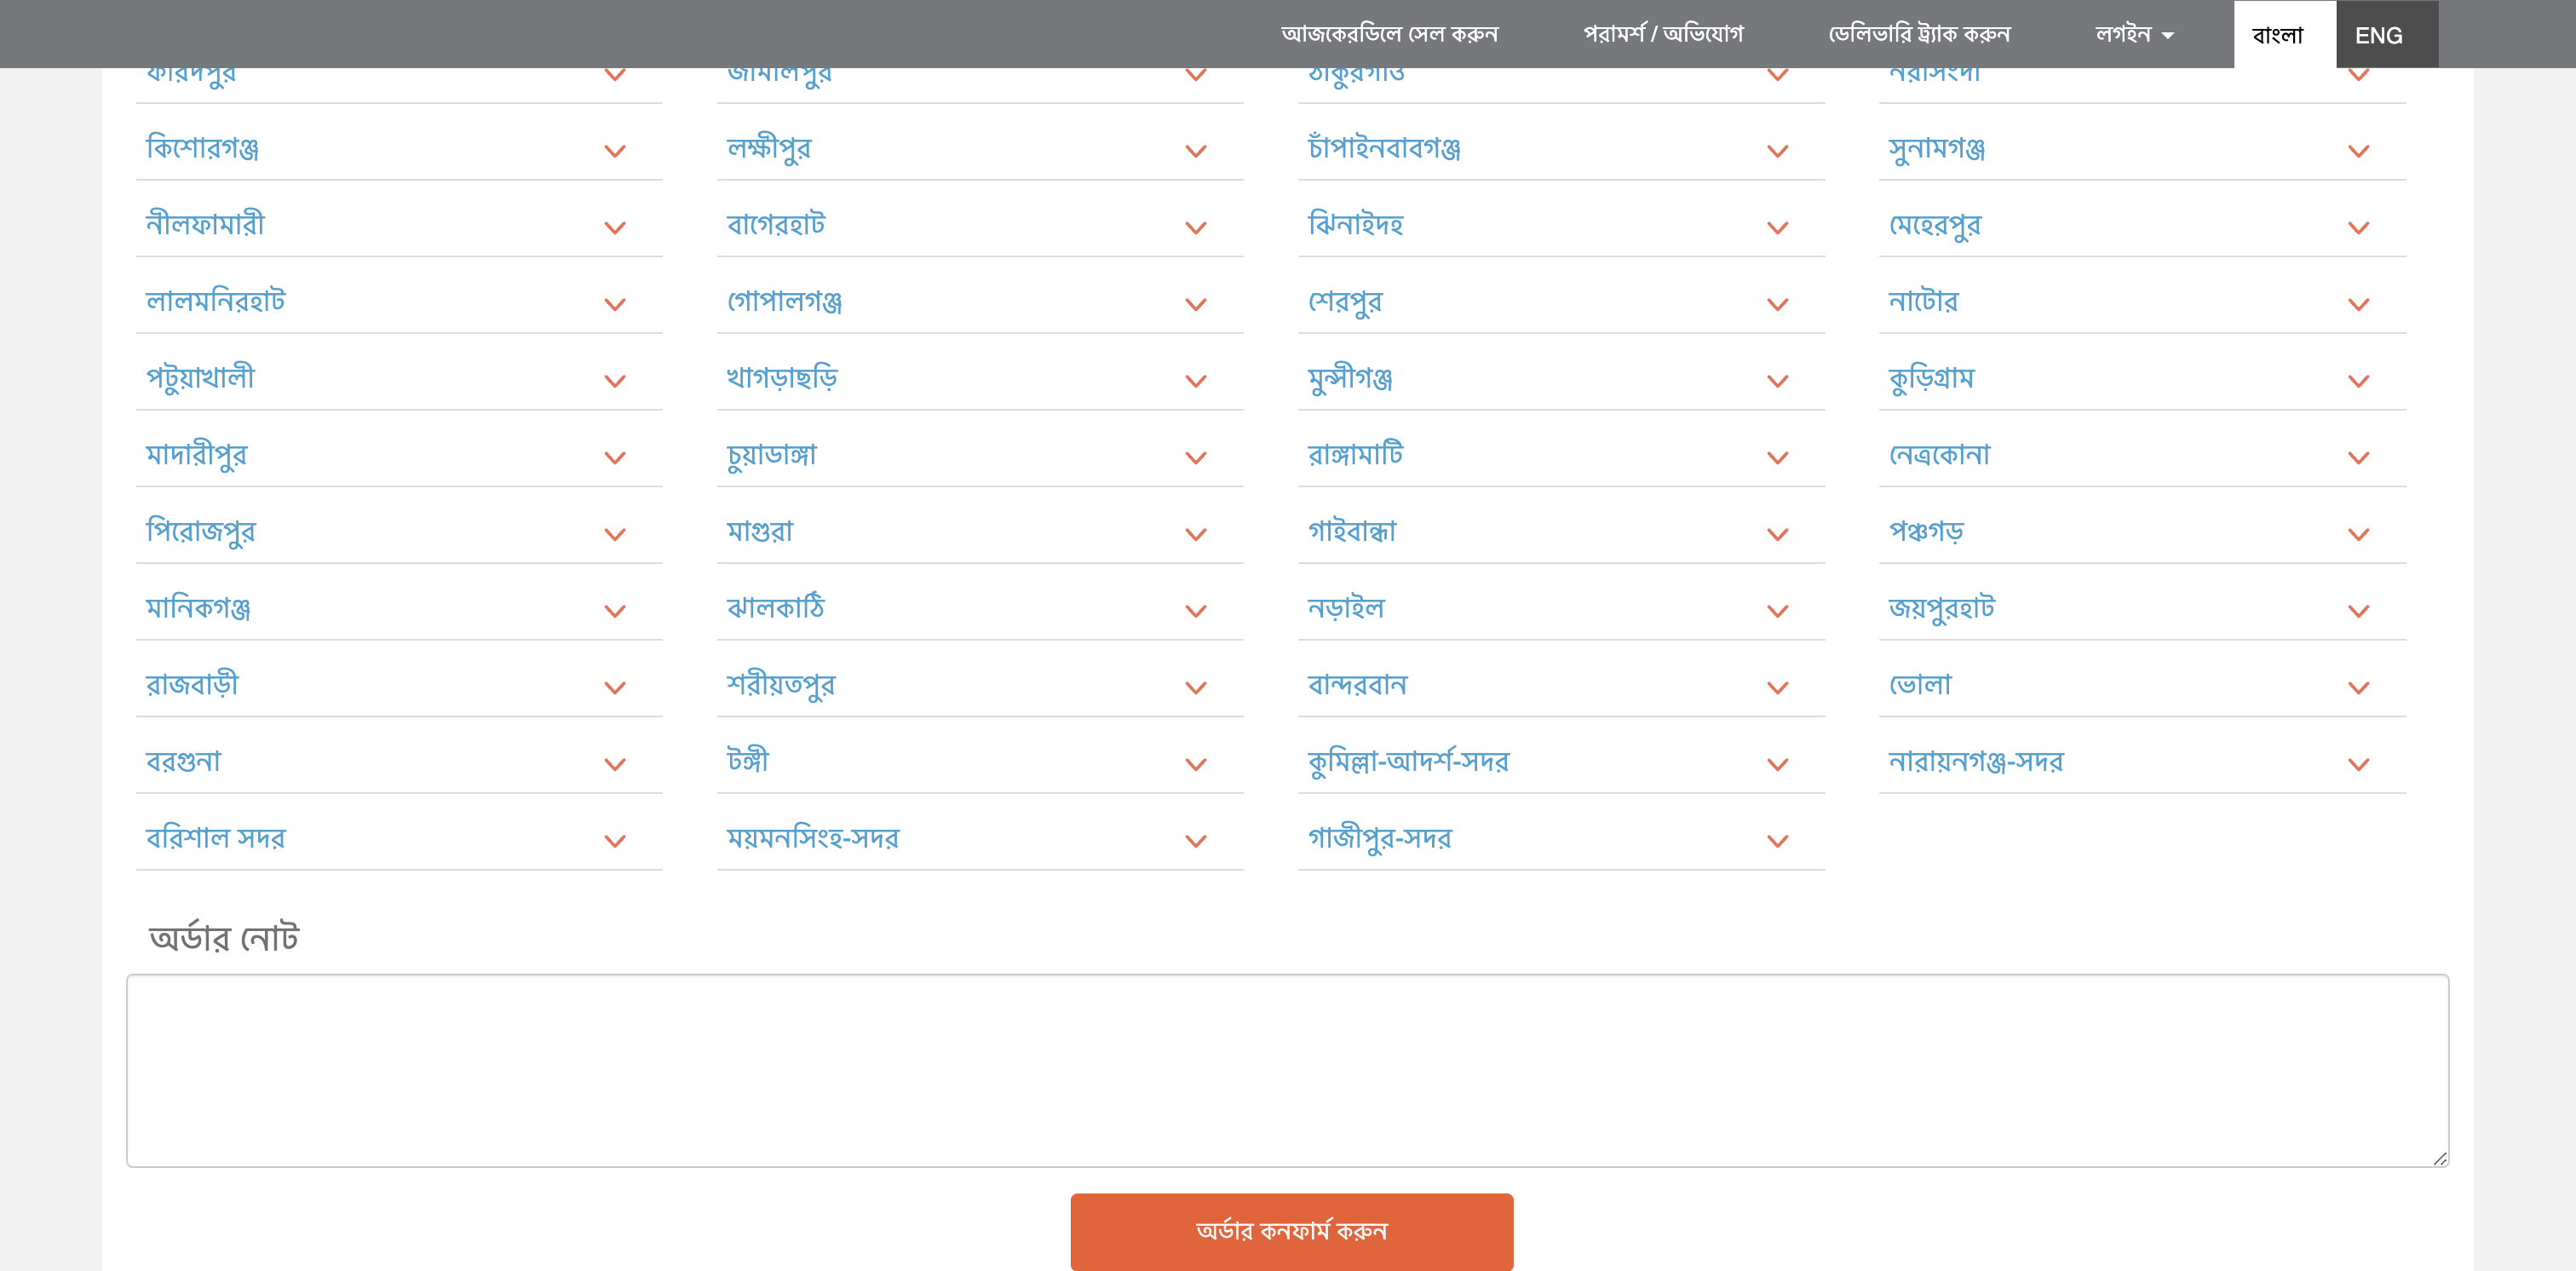 আজকেরডিলে সেল করুন পরামর্শ / অভিযোগ ডেলিভারি ট্র্যাক করুন লগইন বাংলা ENG
ফরিদপুর জামালপুর ঠাকুরগাঁও নরসিংদী
কিশোরগঞ্জ লক্ষীপুর চাঁপাইনবাবগঞ্জ সুনামগঞ্জ
নীলফামারী বাগেরহাট ঝিনাইদহ মেহেরপুর
লালমনিরহাট গোপালগঞ্জ শেরপুর নাটোর
পটুয়াখালী খাগড়াছড়ি মুন্সীগঞ্জ কুড়িগ্রাম
মাদারীপুর চুয়াডাঙ্গা রাঙ্গামাটি নেত্রকোনা
পিরোজপুর মাগুরা গাইবান্ধা পঞ্চগড়
মানিকগঞ্জ ঝালকাঠি নড়াইল জয়পুরহাট
রাজবাড়ী শরীয়তপুর বান্দরবান ভোলা
বরগুনা টঙ্গী কুমিল্লা-আদর্শ-সদর নারায়নগঞ্জ-সদর
বরিশাল সদর ময়মনসিংহ-সদর গাজীপুর-সদর
অর্ডার নোট
অর্ডার কনফার্ম করুন